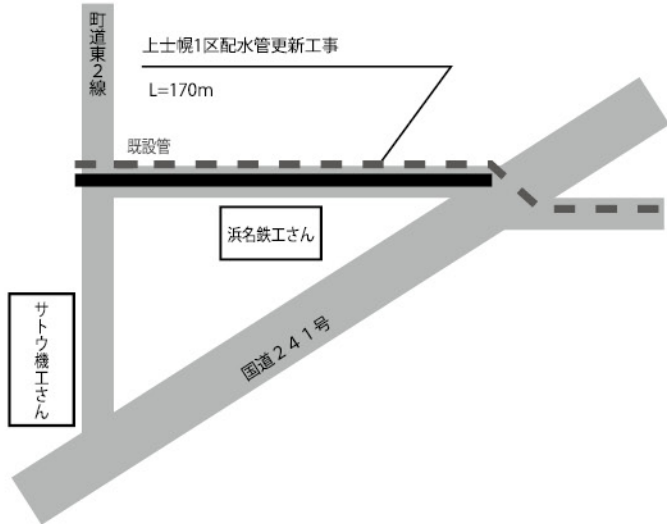 町道東2線
上士幌1区配水管更新工事
L=170m
既設管
浜名鉄工さん
サトウ機工さん
国道241号